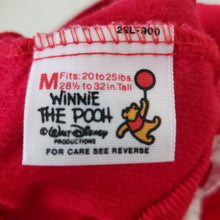 29L-900
M Fits: 20 to 25 lbs.
28½ to 32 in. Tall
WINNIE
THE POOH
© Walt Disney
PRODUCTIONS
FOR CARE SEE REVERSE